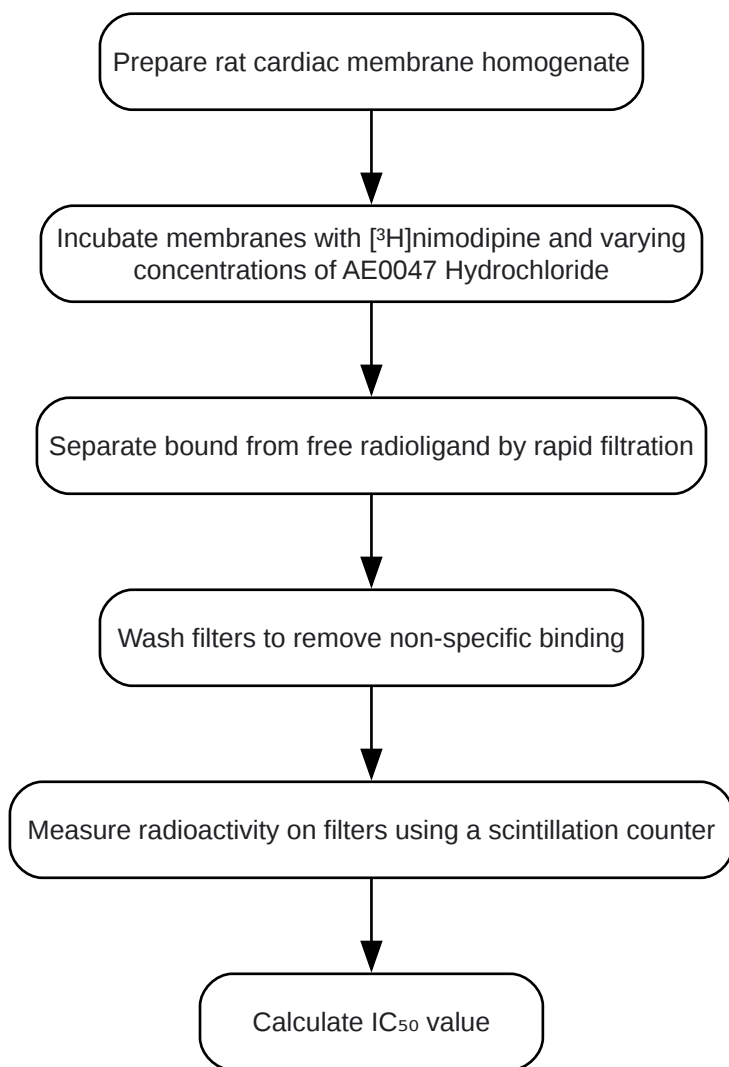 Prepare rat cardiac membrane homogenate
Incubate membranes with [³H]nimodipine and varying
concentrations of AE0047 Hydrochloride
Separate bound from free radioligand by rapid filtration
Wash filters to remove non-specific binding
Measure radioactivity on filters using a scintillation counter
Calculate IC₅₀ value